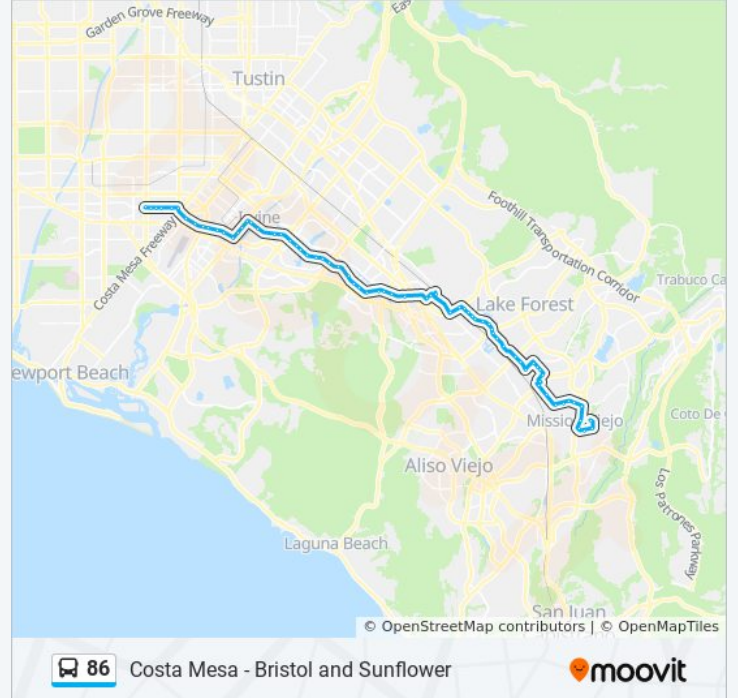 Garden Grove Freeway
Eas
Tustin
Foothill Transportation Corridor
Irvine
Costa Mesa Freeway
Trabuco Ca
Lake Forest
ewport Beach
Mission Viejo
Coto De
Aliso Viejo
Los Patrones Parkway
Laguna Beach
San Juan
© OpenStreetMap contributors | © OpenMapTiles
86 Costa Mesa - Bristol and Sunflower
moovit